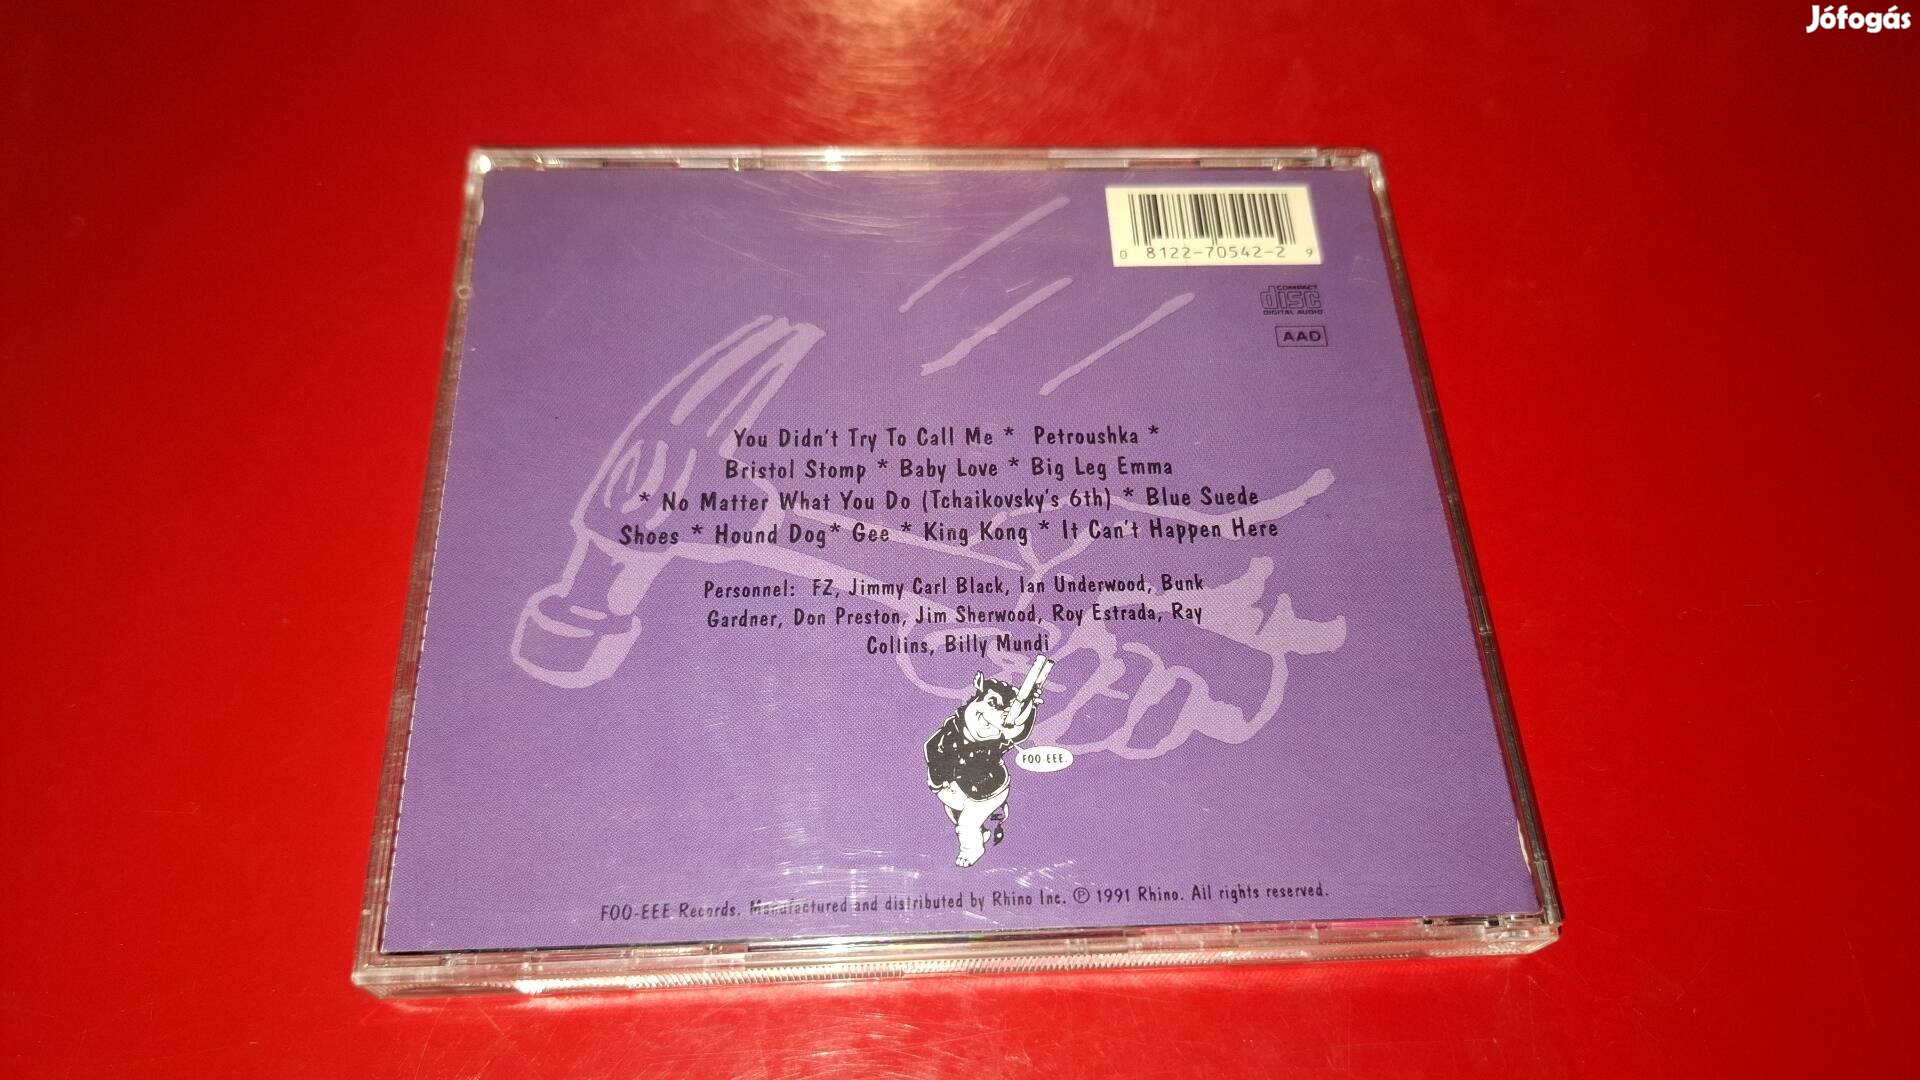 Jófogás
0 8122-70542-2 9
COMPACT
disc
DIGITAL AUDIO
AAD
You Didn't Try To Call Me * Petroushka *
Bristol Stomp * Baby Love * Big Leg Emma
* No Matter What You Do (Tchaikovsky's 6th) * Blue Suede
Shoes * Hound Dog* Gee * King Kong * It Can't Happen Here
Personnel: FZ, Jimmy Carl Black, Ian Underwood, Bunk
Gardner, Don Preston, Jim Sherwood, Roy Estrada, Ray
Collins, Billy Mundi
FOO-EEE.
FOO-EEE Records. Manufactured and distributed by Rhino Inc. ℗ 1991 Rhino. All rights reserved.